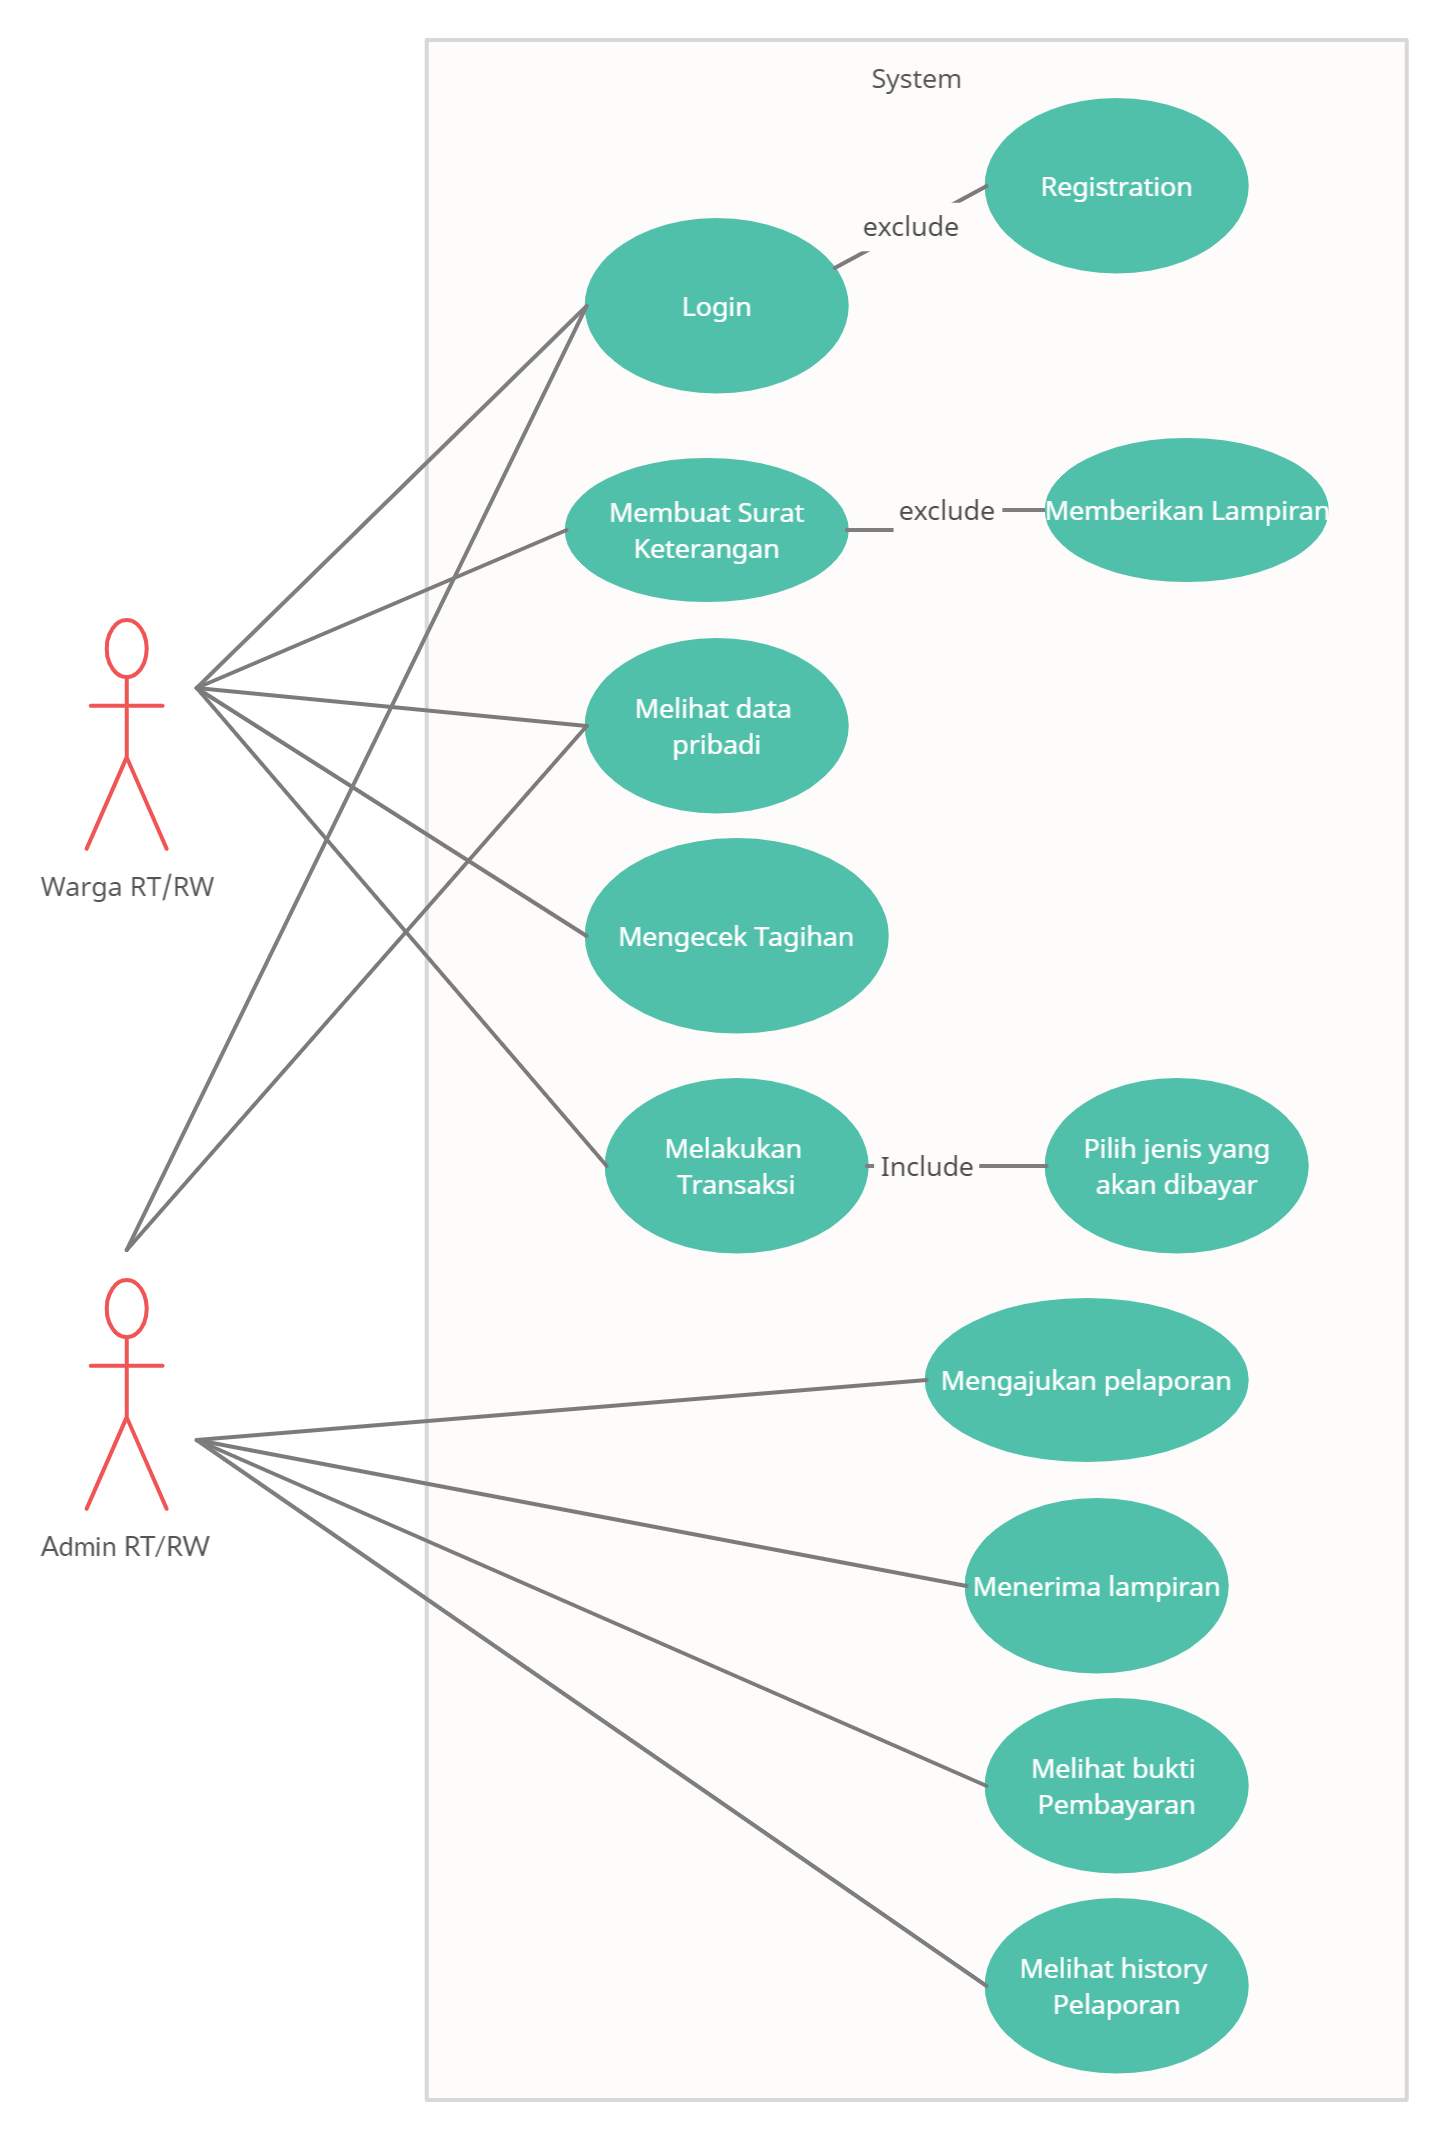 System
Registration
exclude
Login
Membuat Surat
Keterangan
exclude
Memberikan Lampiran
Melihat data
pribadi
Warga RT/RW
Mengecek Tagihan
Melakukan
Transaksi
Include
Pilih jenis yang
akan dibayar
Mengajukan pelaporan
Admin RT/RW
Menerima lampiran
Melihat bukti
Pembayaran
Melihat history
Pelaporan